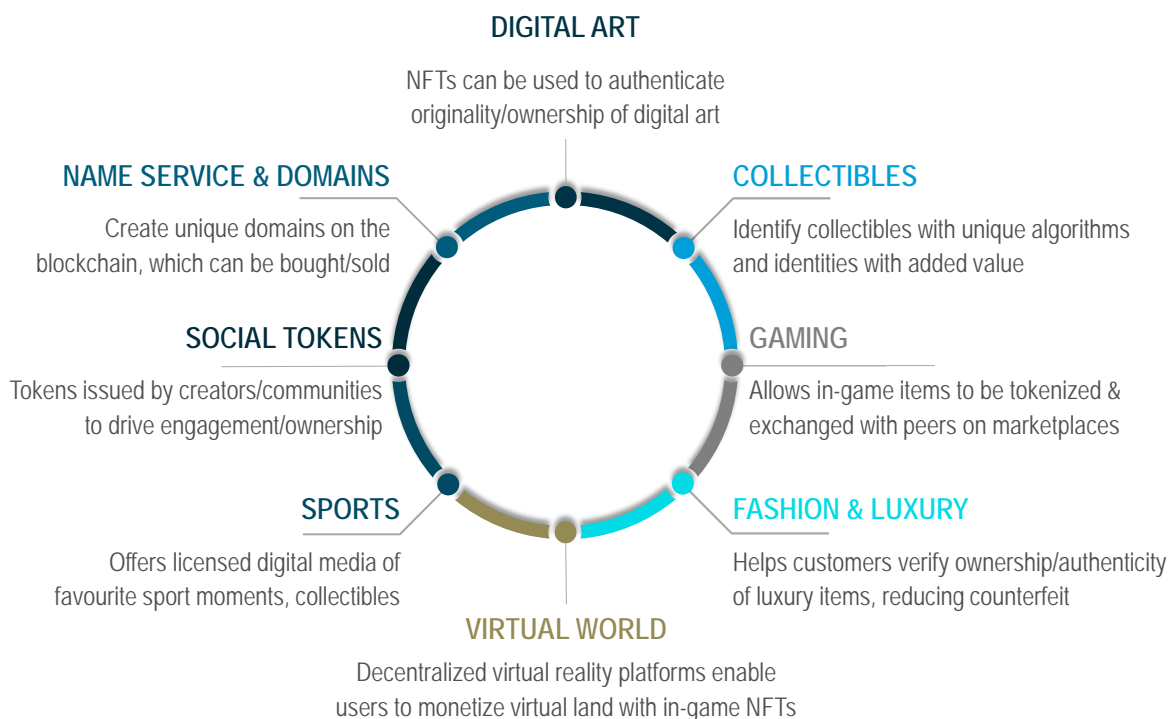 DIGITAL ART
NFTs can be used to authenticate
originality/ownership of digital art
COLLECTIBLES
Identify collectibles with unique algorithms
and identities with added value
GAMING
Allows in-game items to be tokenized &
exchanged with peers on marketplaces
FASHION & LUXURY
Helps customers verify ownership/authenticity
of luxury items, reducing counterfeit
VIRTUAL WORLD
Decentralized virtual reality platforms enable
users to monetize virtual land with in-game NFTs
SPORTS
Offers licensed digital media of
favourite sport moments, collectibles
SOCIAL TOKENS
Tokens issued by creators/communities
to drive engagement/ownership
NAME SERVICE & DOMAINS
Create unique domains on the
blockchain, which can be bought/sold